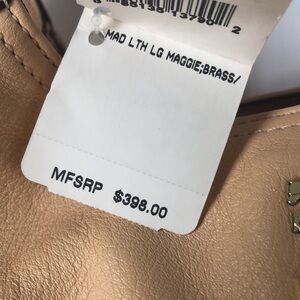 MAD LTH LG MAGGIE;BRASS/
MFSRP $398.00